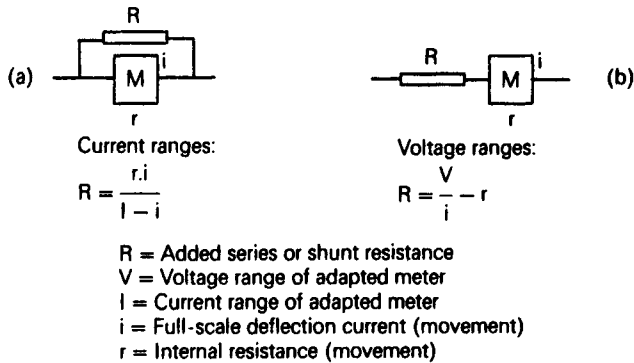 R
i
(a) M
r
Current ranges:
R = r.i / I − i
R
i
M (b)
r
Voltage ranges:
R = V / i − r
R = Added series or shunt resistance
V = Voltage range of adapted meter
I = Current range of adapted meter
i = Full-scale deflection current (movement)
r = Internal resistance (movement)